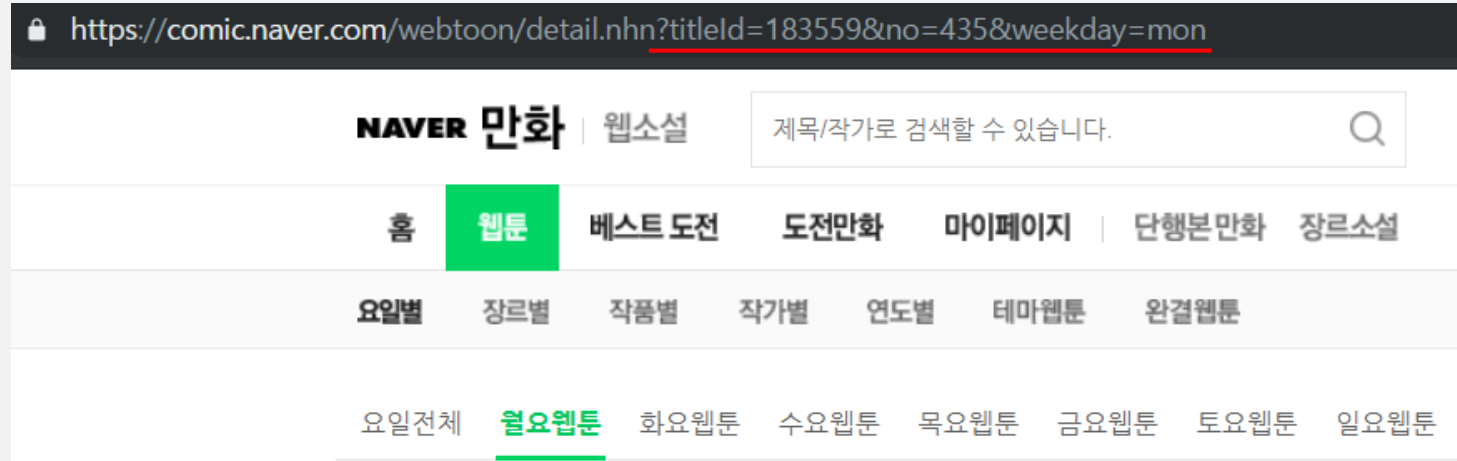 https://comic.naver.com/webtoon/detail.nhn?titleId=183559&no=435&weekday=mon
NAVER 만화 웹소설 제목/작가로 검색할 수 있습니다.
홈 웹툰 베스트 도전 도전만화 마이페이지 단행본만화 장르소설
요일별 장르별 작품별 작가별 연도별 테마웹툰 완결웹툰
요일전체 월요웹툰 화요웹툰 수요웹툰 목요웹툰 금요웹툰 토요웹툰 일요웹툰